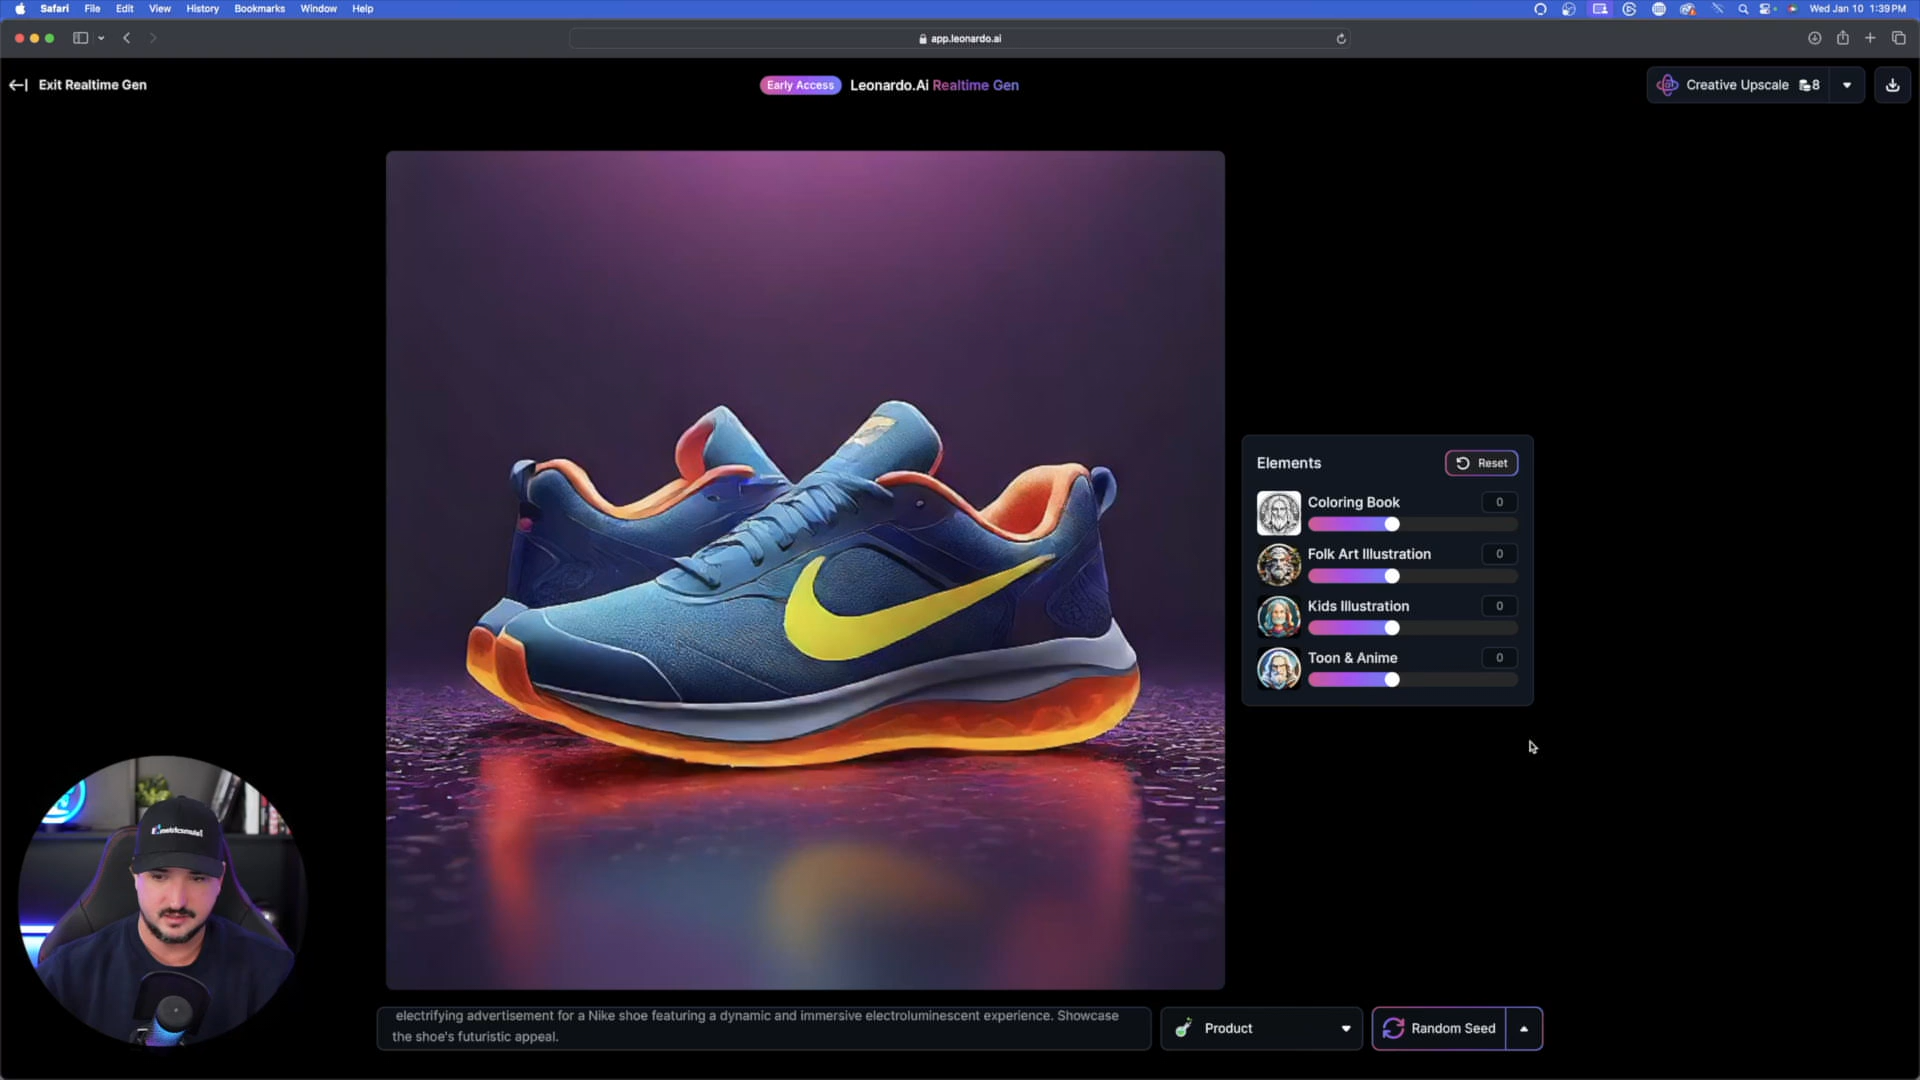 Safari File Edit View History Bookmarks Window Help
Wed Jan 10 1:39 PM
app.leonardo.ai
Exit Realtime Gen
Early Access Leonardo.Ai Realtime Gen
Creative Upscale 8
Elements Reset
Coloring Book 0
Folk Art Illustration 0
Kids Illustration 0
Toon & Anime 0
electrifying advertisement for a Nike shoe featuring a dynamic and immersive electroluminescent experience. Showcase
the shoe's futuristic appeal.
Product
Random Seed